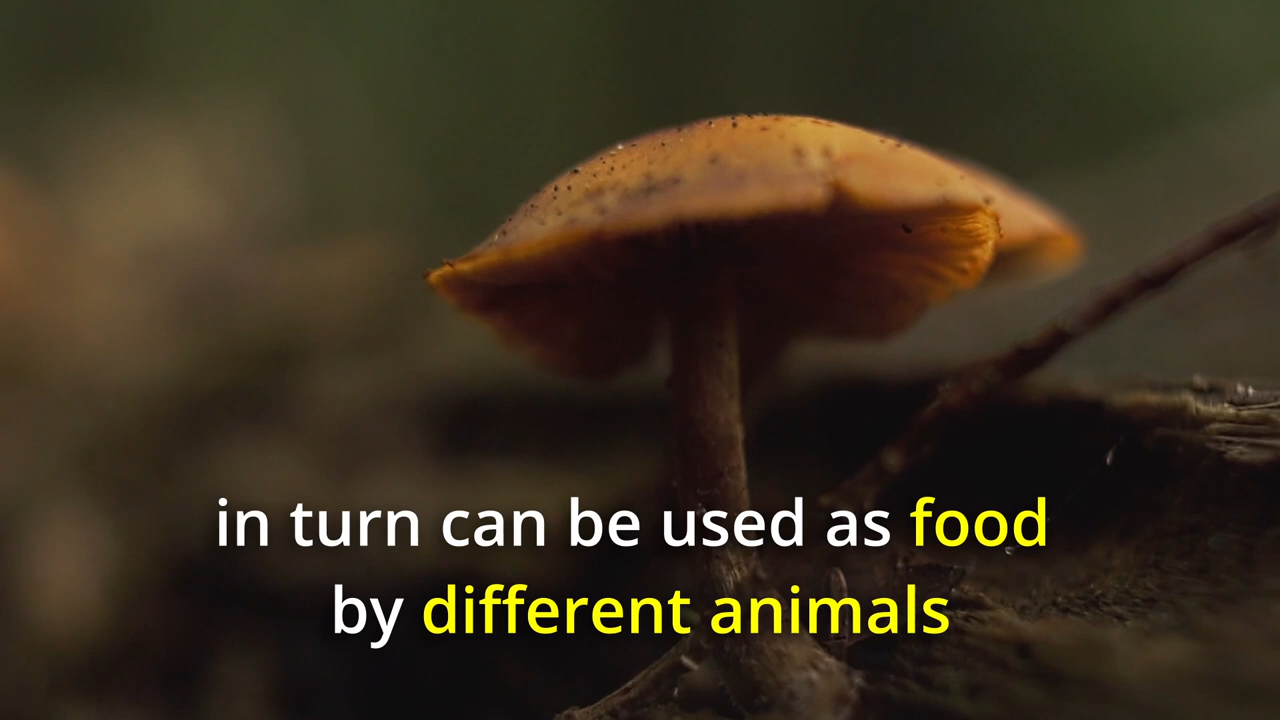 in turn can be used as food
by different animals